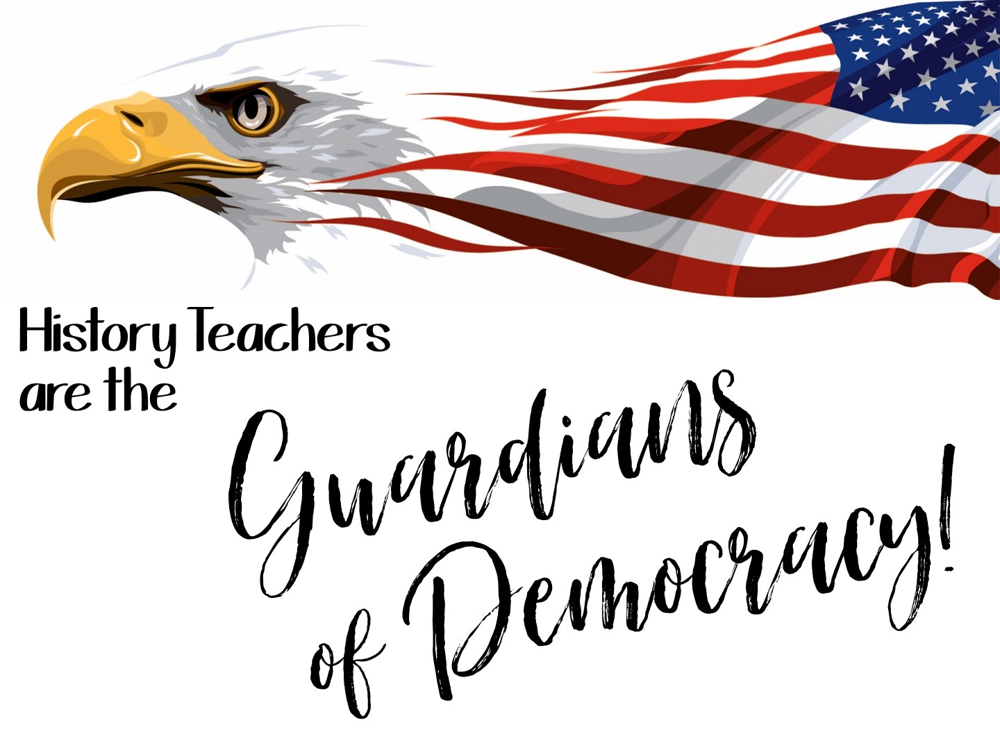 History Teachers
are the
Guardians
of Democracy!